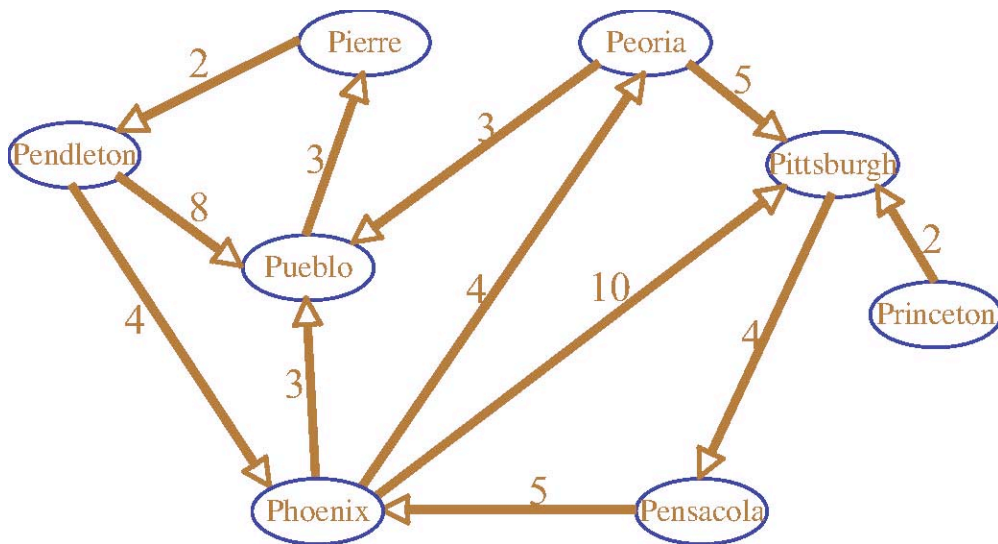 Pierre
Peoria
2
5
Pendleton
3
3
Pittsburgh
8
2
Pueblo
4
10
Princeton
4
4
3
5
Phoenix
Pensacola